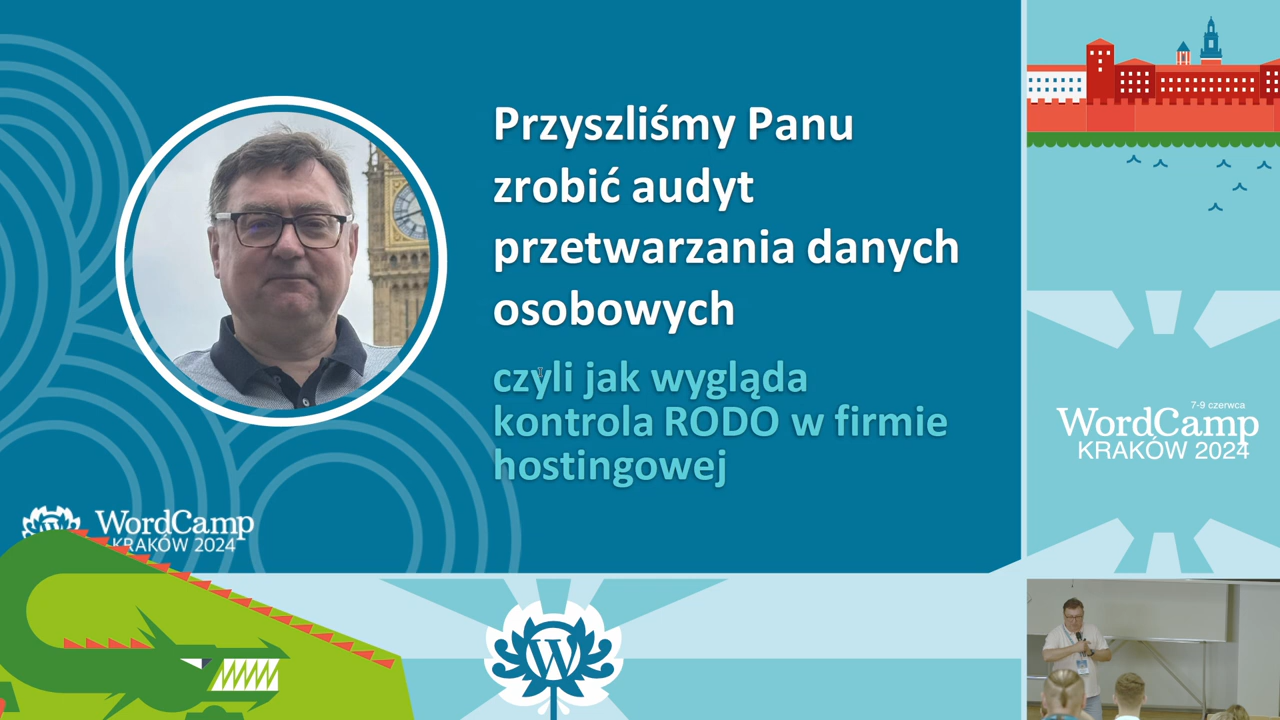 Przyszliśmy Panu
zrobić audyt
przetwarzania danych
osobowych
czyli jak wygląda
kontrola RODO w firmie
hostingowej
WordCamp
KRAKÓW 2024
7-9 czerwca
WordCamp
KRAKÓW 2024
W